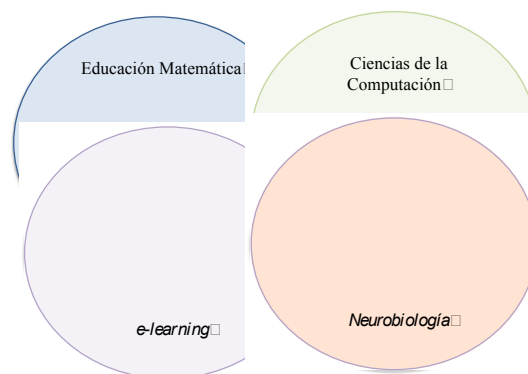 Educación Matemática
Ciencias de la
Computación
e-learning
Neurobiología